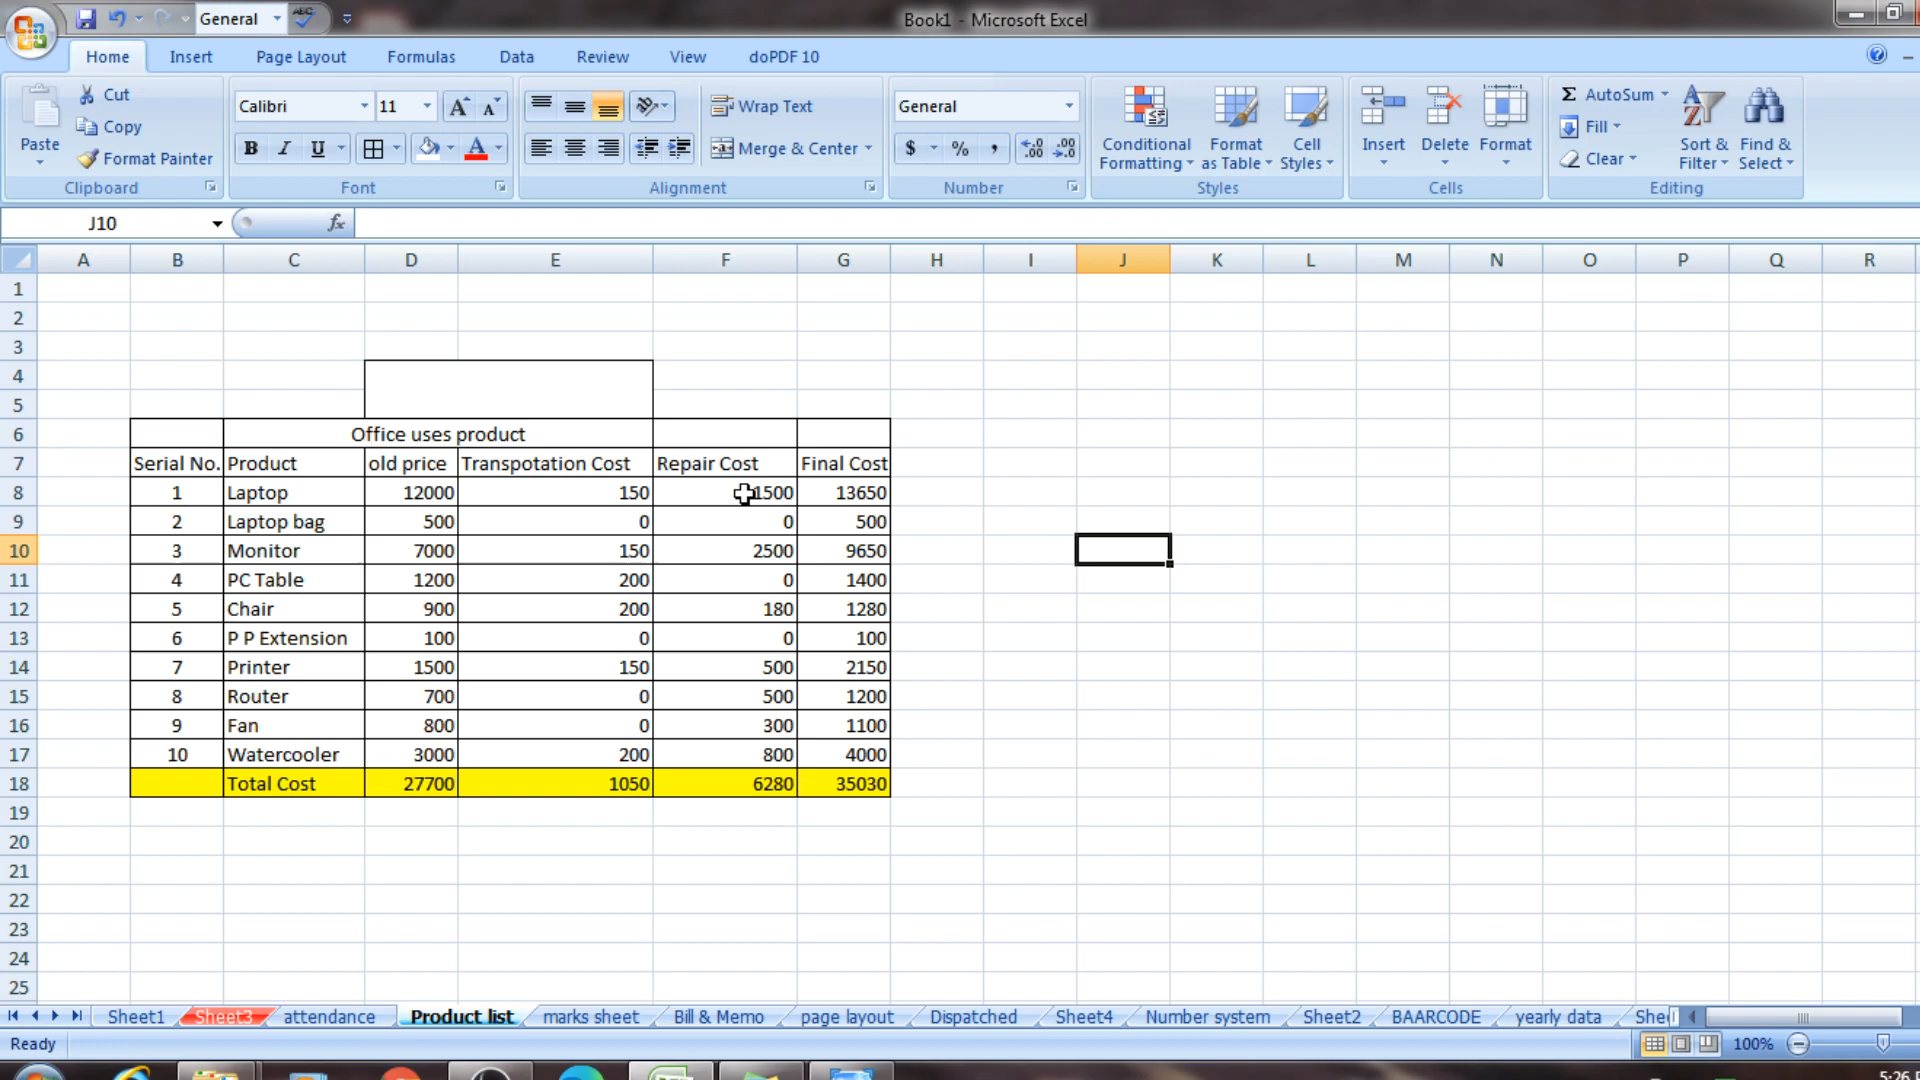 General
Book1 - Microsoft Excel
Home Insert Page Layout Formulas Data Review View doPDF 10
Paste
Cut
Copy
Format Painter
Clipboard
Calibri 11
B I U
Font
Wrap Text
Merge & Center
Alignment
General
$ % ,
Number
Conditional Formatting
Format as Table
Cell Styles
Styles
Insert Delete Format
Cells
Σ AutoSum
Fill
Clear
Sort & Filter
Find & Select
Editing
J10 fx
A B C D E F G H I J K L M N O P Q R
1
2
3
4
5
6 Office uses product
7 Serial No. Product old price Transpotation Cost Repair Cost Final Cost
8 1 Laptop 12000 150 1500 13650
9 2 Laptop bag 500 0 0 500
10 3 Monitor 7000 150 2500 9650
11 4 PC Table 1200 200 0 1400
12 5 Chair 900 200 180 1280
13 6 P P Extension 100 0 0 100
14 7 Printer 1500 150 500 2150
15 8 Router 700 0 500 1200
16 9 Fan 800 0 300 1100
17 10 Watercooler 3000 200 800 4000
18 Total Cost 27700 1050 6280 35030
19
20
21
22
23
24
25
Sheet1 Sheet3 attendance Product list marks sheet Bill & Memo page layout Dispatched Sheet4 Number system Sheet2 BAARCODE yearly data
Ready 100%
5:26